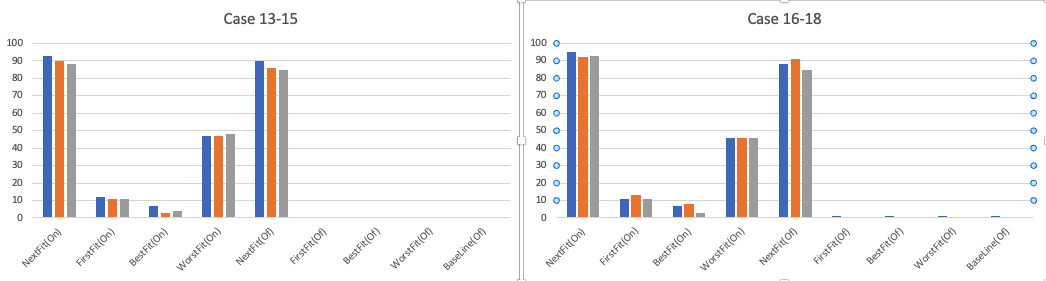 Case 13-15
100
90
80
70
60
50
40
30
20
10
0
NextFit(On)
FirstFit(On)
BestFit(On)
WorstFit(On)
NextFit(Of)
FirstFit(Of)
BestFit(Of)
WorstFit(Of)
BaseLine(Of)
Case 16-18
100
90
80
70
60
50
40
30
20
10
0
NextFit(On)
FirstFit(On)
BestFit(On)
WorstFit(On)
NextFit(Of)
FirstFit(Of)
BestFit(Of)
WorstFit(Of)
BaseLine(Of)